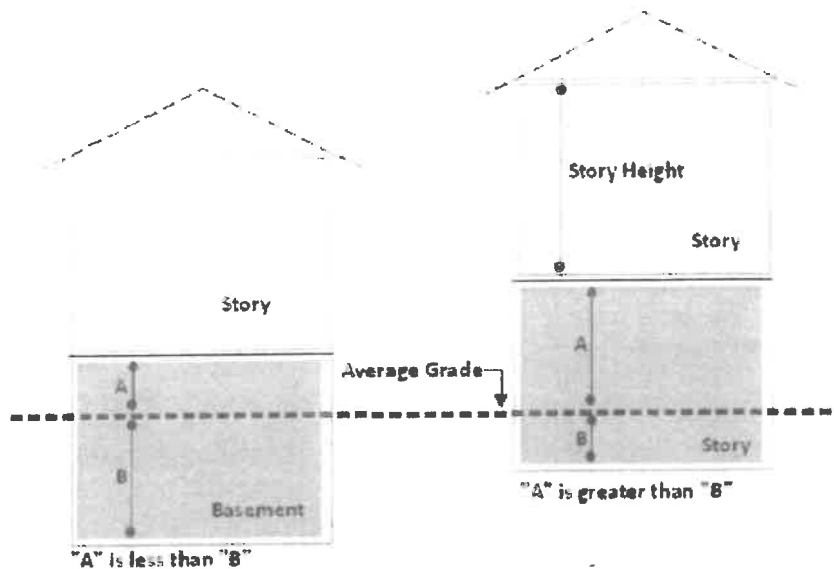 Story Height
Story
Story
A
Average Grade
A
B
B
Story
Basement
"A" is greater than "B"
"A" is less than "B"